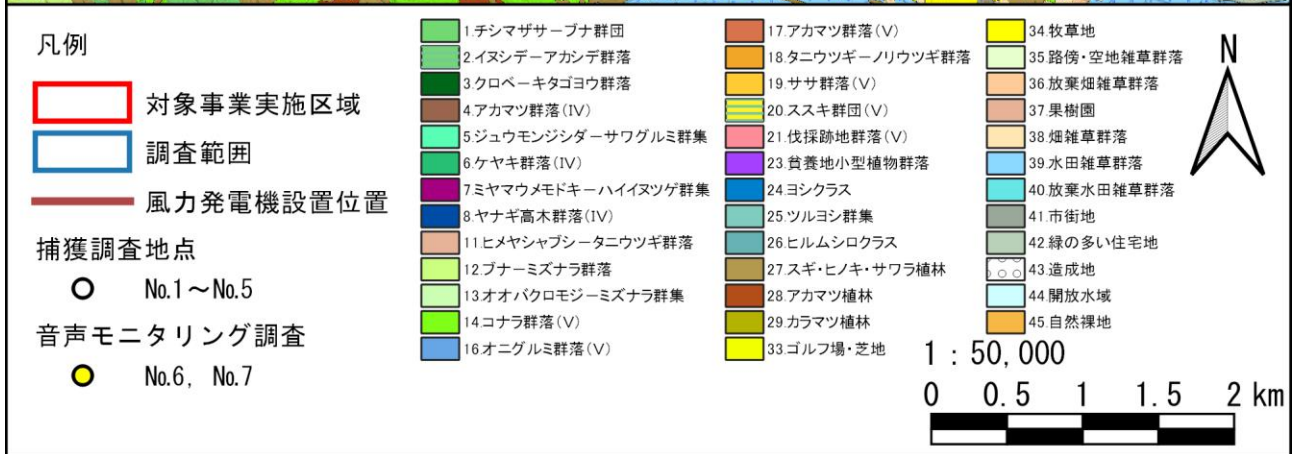 凡例
対象事業実施区域
調査範囲
風力発電機設置位置
捕獲調査地点
No.1～No.5
音声モニタリング調査
No.6, No.7
1.チシマザサーブナ群団
2.イヌシデーアカシデ群落
3.クロベーキタゴヨウ群落
4.アカマツ群落(Ⅳ)
5.ジュウモンジシダーサワグルミ群集
6.ケヤキ群落(Ⅳ)
7.ミヤマウメモドキーハイイヌツゲ群集
8.ヤナギ高木群落(Ⅳ)
11.ヒメヤシャブシータニウツギ群落
12.ブナーミズナラ群落
13.オオバクロモジーミズナラ群集
14.コナラ群落(Ⅴ)
16.オニグルミ群落(Ⅴ)
17.アカマツ群落(Ⅴ)
18.タニウツギーノリウツギ群落
19.ササ群落(Ⅴ)
20.ススキ群団(Ⅴ)
21.伐採跡地群落(Ⅴ)
23.貧養地小型植物群落
24.ヨシクラス
25.ツルヨシ群集
26.ヒルムシロクラス
27.スギ・ヒノキ・サワラ植林
28.アカマツ植林
29.カラマツ植林
33.ゴルフ場・芝地
34.牧草地
35.路傍・空地雑草群落
36.放棄畑雑草群落
37.果樹園
38.畑雑草群落
39.水田雑草群落
40.放棄水田雑草群落
41.市街地
42.緑の多い住宅地
43.造成地
44.開放水域
45.自然裸地
N
1：50,000
0 0.5 1 1.5 2 km